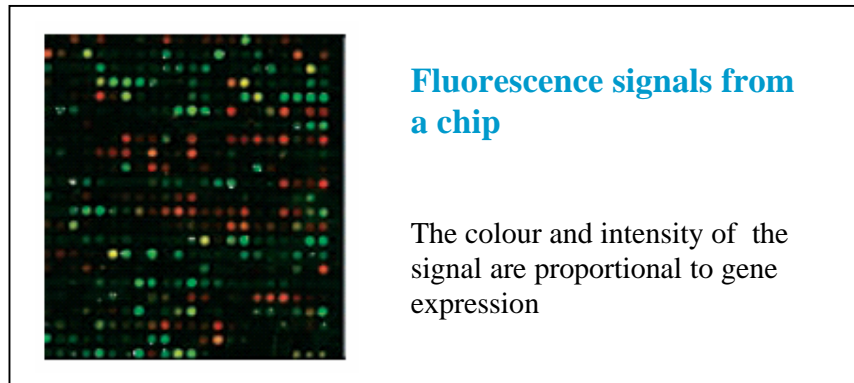 Fluorescence signals from
a chip
The colour and intensity of the
signal are proportional to gene
expression